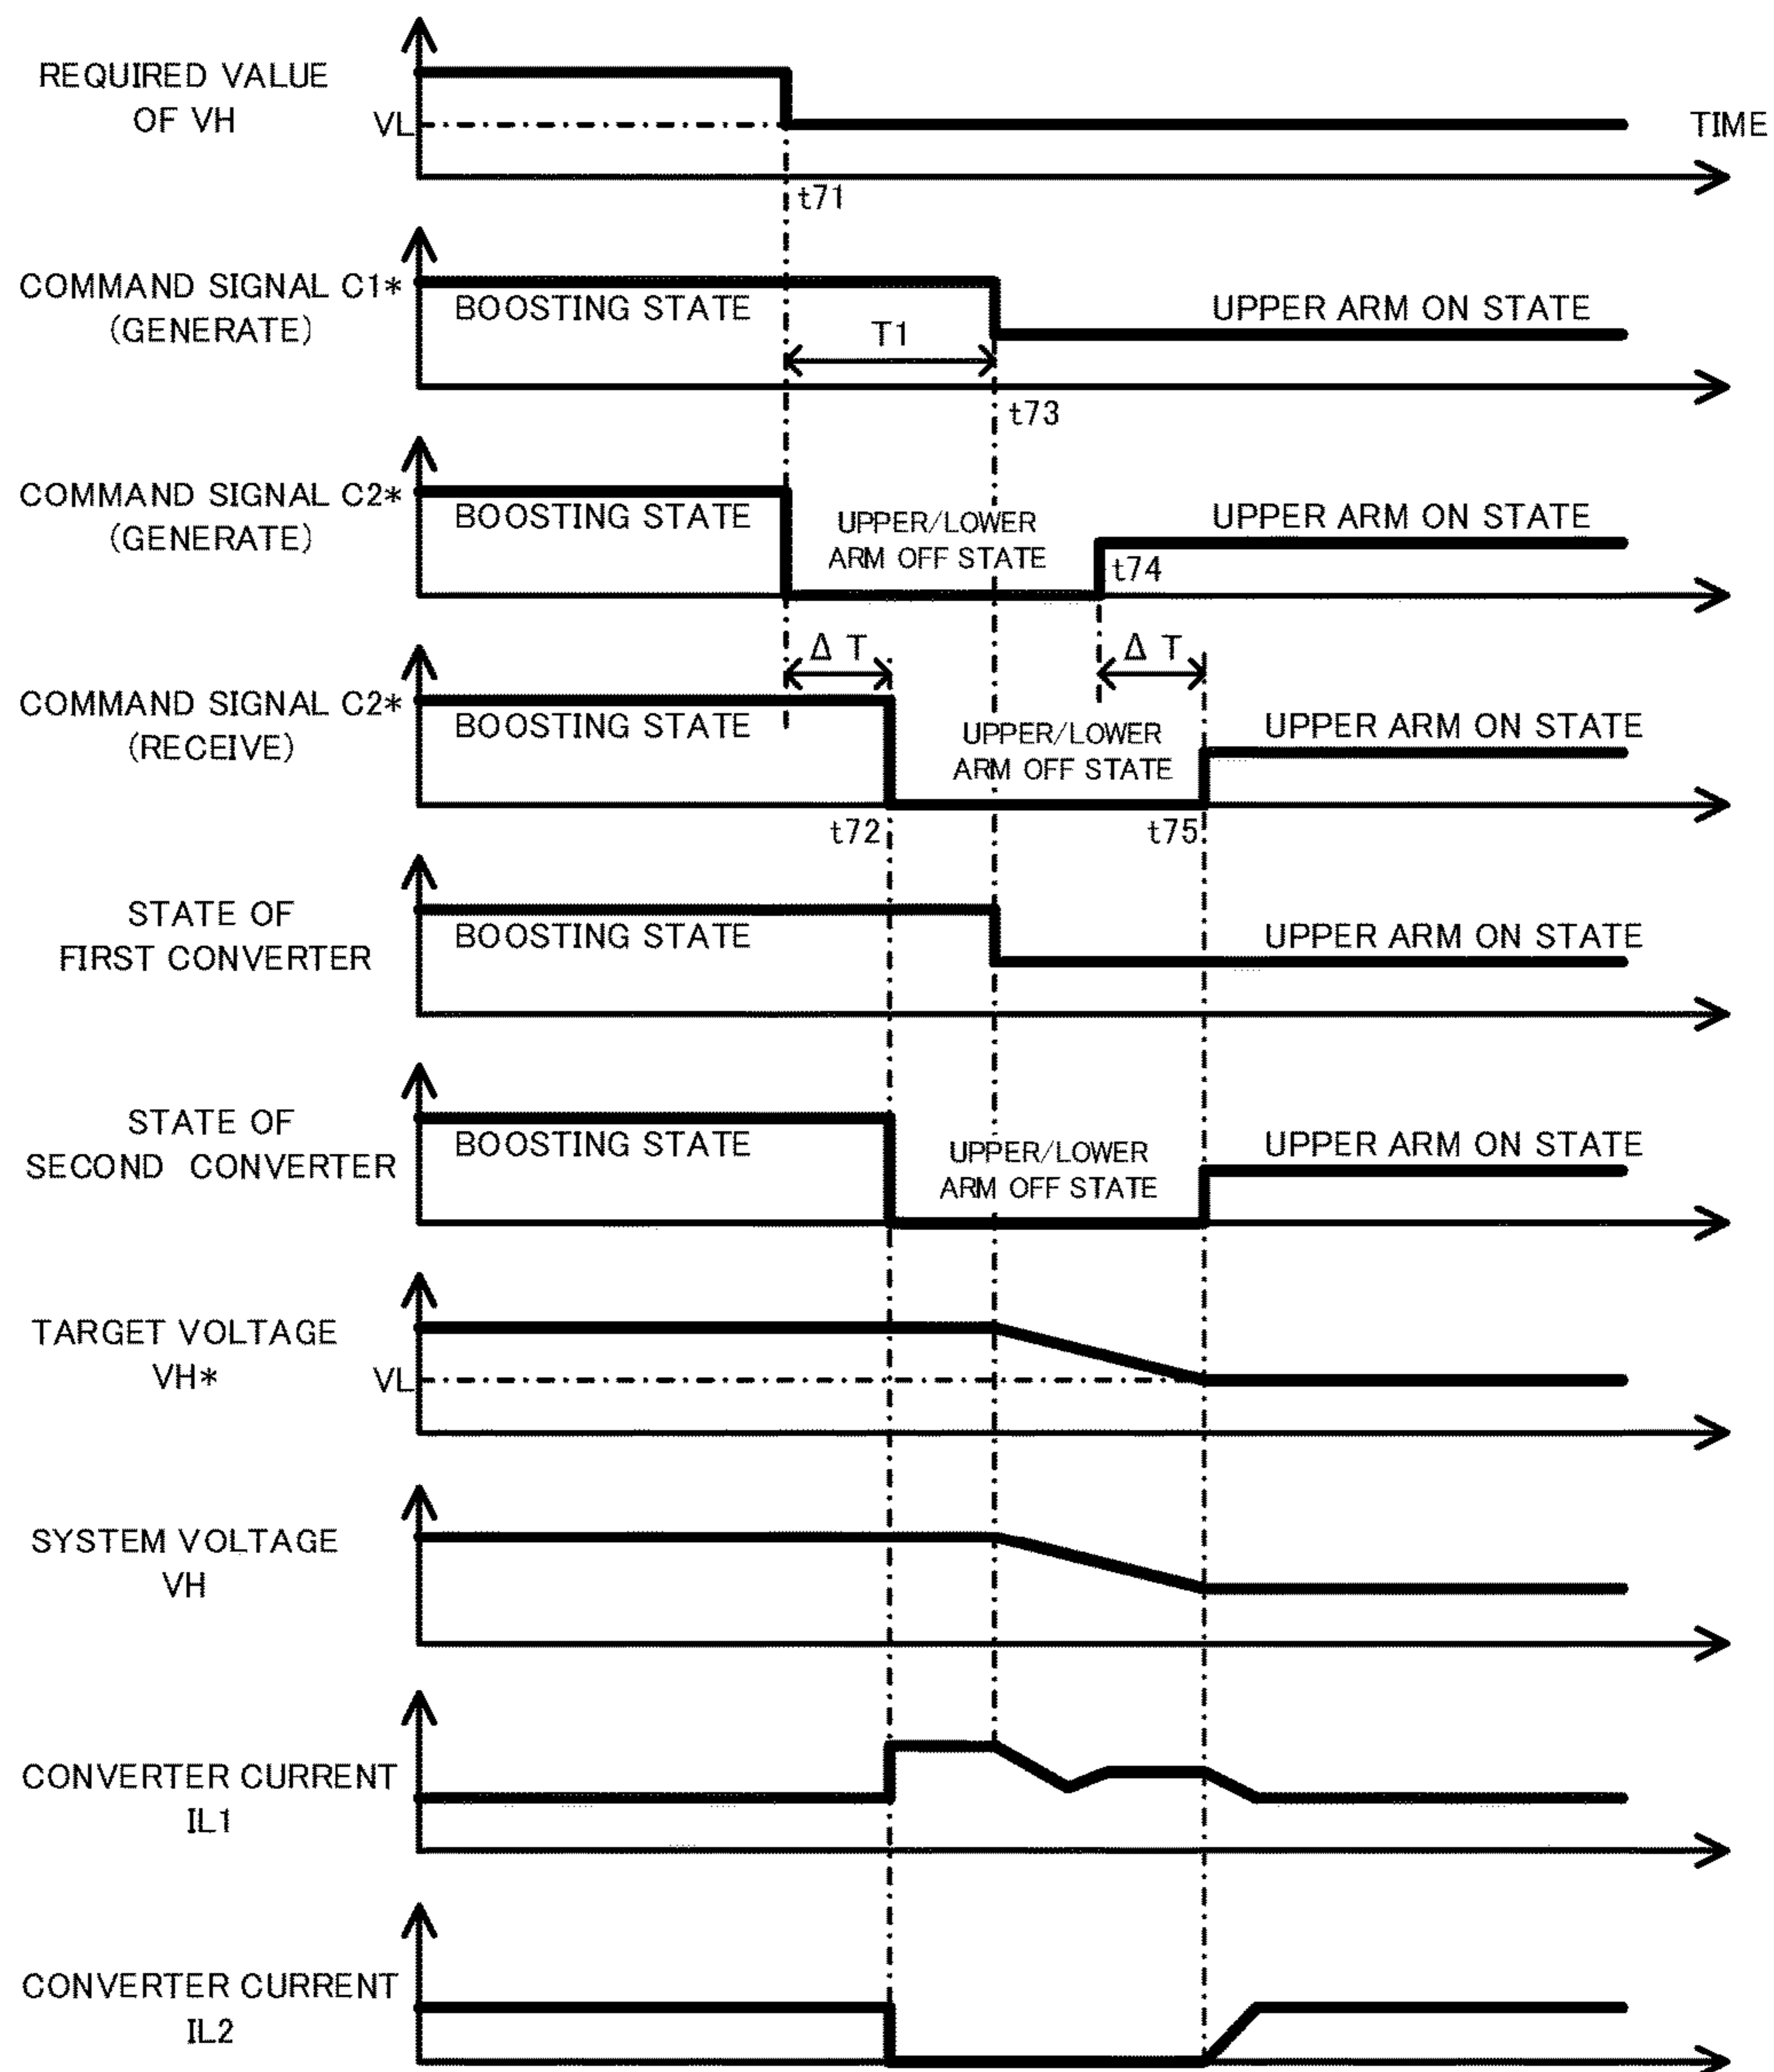 REQUIRED VALUE
OF VH
VL
TIME
t71
COMMAND SIGNAL C1*
(GENERATE)
BOOSTING STATE
T1
UPPER ARM ON STATE
t73
COMMAND SIGNAL C2*
(GENERATE)
BOOSTING STATE
UPPER/LOWER
ARM OFF STATE
UPPER ARM ON STATE
t74
Δ T
Δ T
COMMAND SIGNAL C2*
(RECEIVE)
BOOSTING STATE
UPPER/LOWER
ARM OFF STATE
UPPER ARM ON STATE
t72
t75
STATE OF
FIRST CONVERTER
BOOSTING STATE
UPPER ARM ON STATE
STATE OF
SECOND CONVERTER
BOOSTING STATE
UPPER/LOWER
ARM OFF STATE
UPPER ARM ON STATE
TARGET VOLTAGE
VH*
VL
SYSTEM VOLTAGE
VH
CONVERTER CURRENT
IL1
CONVERTER CURRENT
IL2